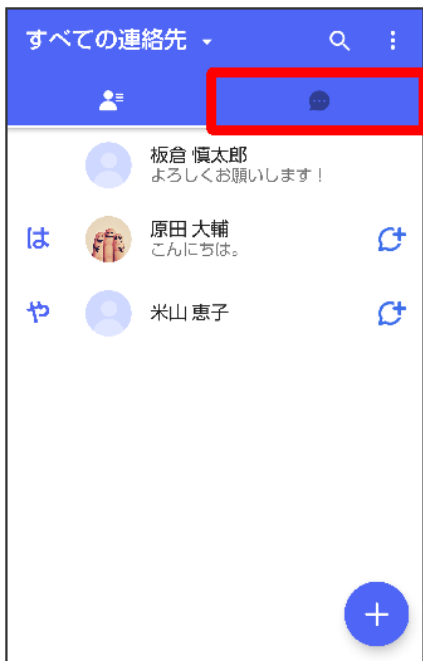 すべての連絡先
板倉 慎太郎
よろしくお願いします！
は
原田 大輔
こんにちは。
や
米山 恵子